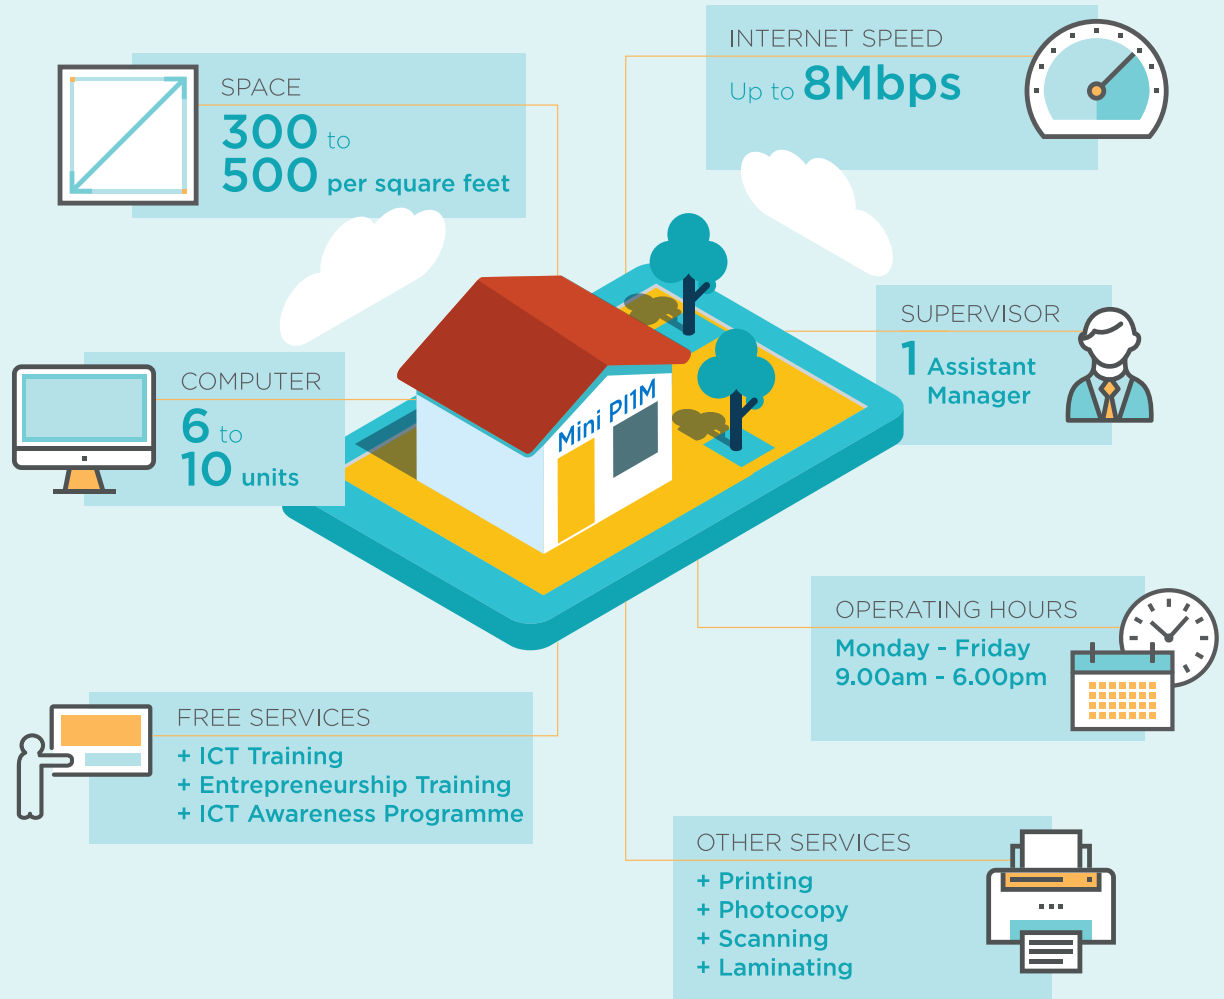 SPACE
300 to
500 per square feet
INTERNET SPEED
Up to 8Mbps
COMPUTER
6 to
10 units
Mini PI1M
SUPERVISOR
1 Assistant
Manager
OPERATING HOURS
Monday - Friday
9.00am - 6.00pm
FREE SERVICES
+ ICT Training
+ Entrepreneurship Training
+ ICT Awareness Programme
OTHER SERVICES
+ Printing
+ Photocopy
+ Scanning
+ Laminating